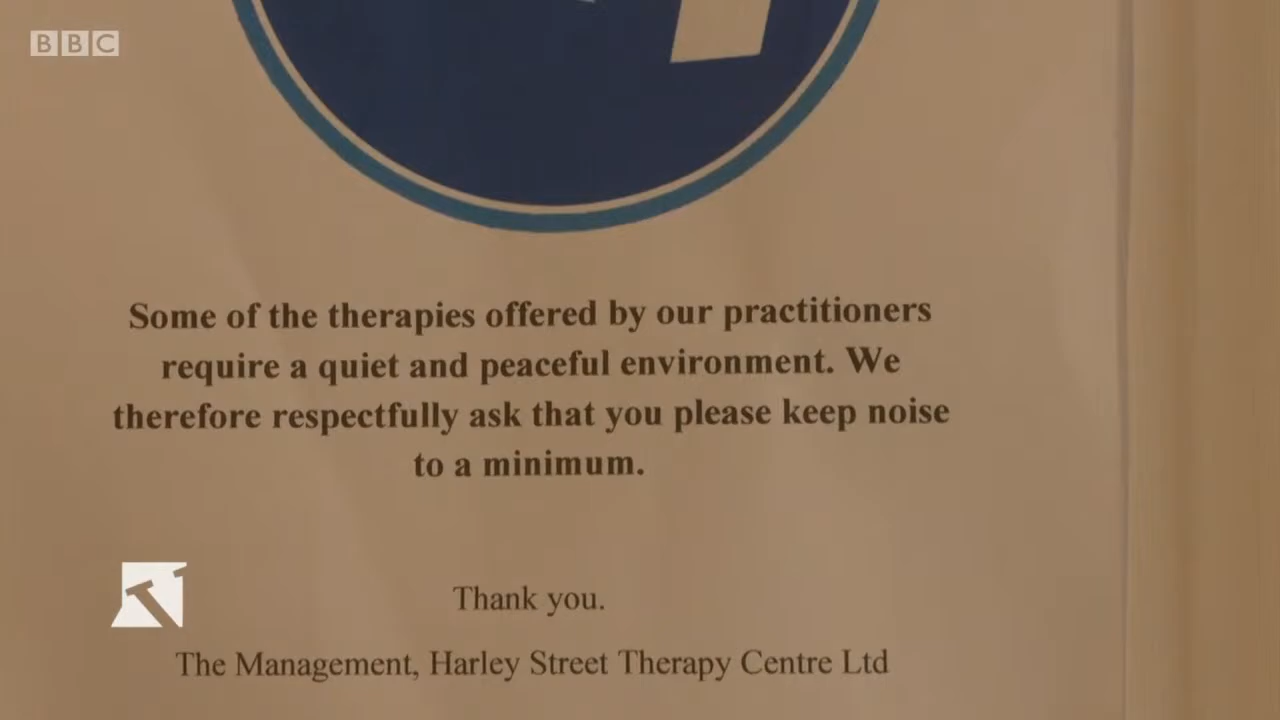 BBC
Some of the therapies offered by our practitioners
require a quiet and peaceful environment. We
therefore respectfully ask that you please keep noise
to a minimum.
Thank you.
The Management, Harley Street Therapy Centre Ltd